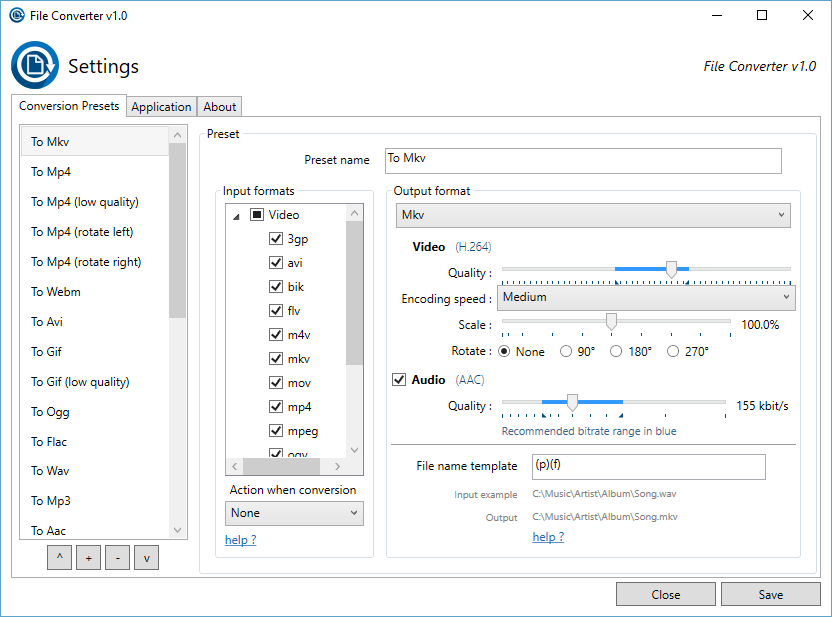 File Converter v1.0
Settings
File Converter v1.0
Conversion Presets Application About
To Mkv
To Mp4
To Mp4 (low quality)
To Mp4 (rotate left)
To Mp4 (rotate right)
To Webm
To Avi
To Gif
To Gif (low quality)
To Ogg
To Flac
To Wav
To Mp3
To Aac
^ + - v
Preset
Preset name To Mkv
Input formats
Video
3gp
avi
bik
flv
m4v
mkv
mov
mp4
mpeg
ogv
Action when conversion
None
help ?
Output format
Mkv
Video (H.264)
Quality :
Encoding speed : Medium
Scale : 100.0%
Rotate : None 90° 180° 270°
Audio (AAC)
Quality : 155 kbit/s
Recommended bitrate range in blue
File name template (p)(f)
Input example C:\Music\Artist\Album\Song.wav
Output C:\Music\Artist\Album\Song.mkv
help ?
Close Save